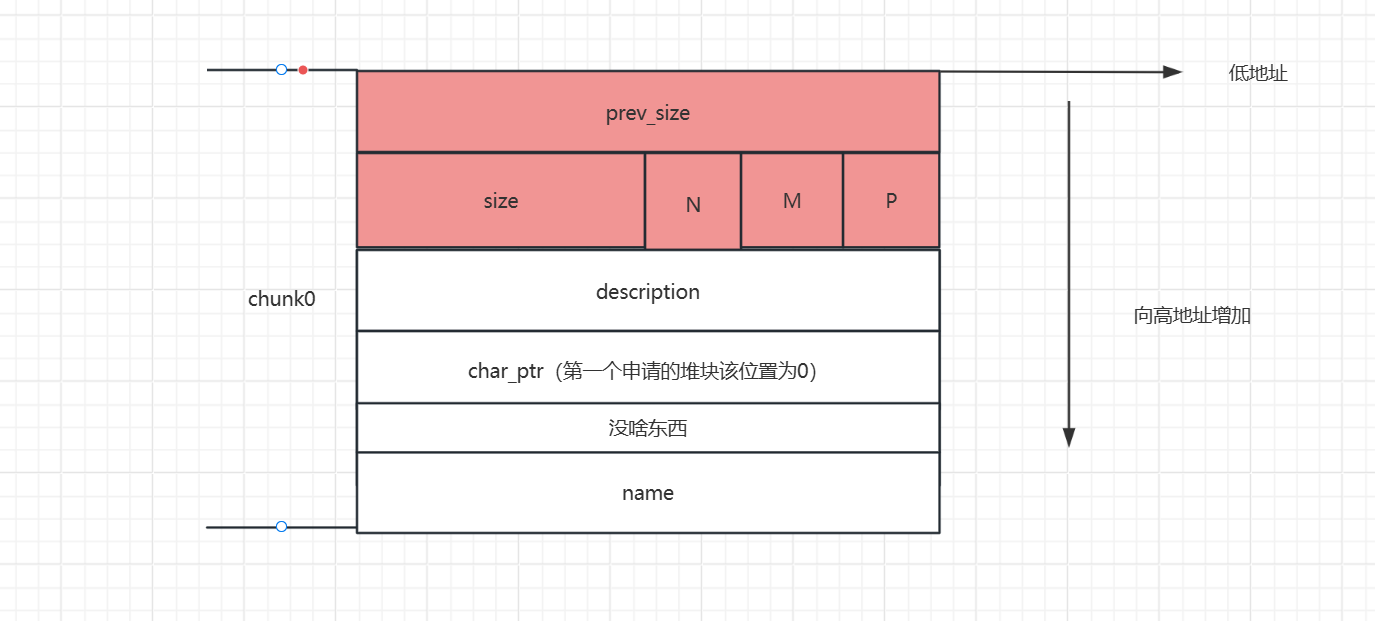 低地址
prev_size
size
N
M
P
chunk0
description
向高地址增加
char_ptr（第一个申请的堆块该位置为0）
没啥东西
name